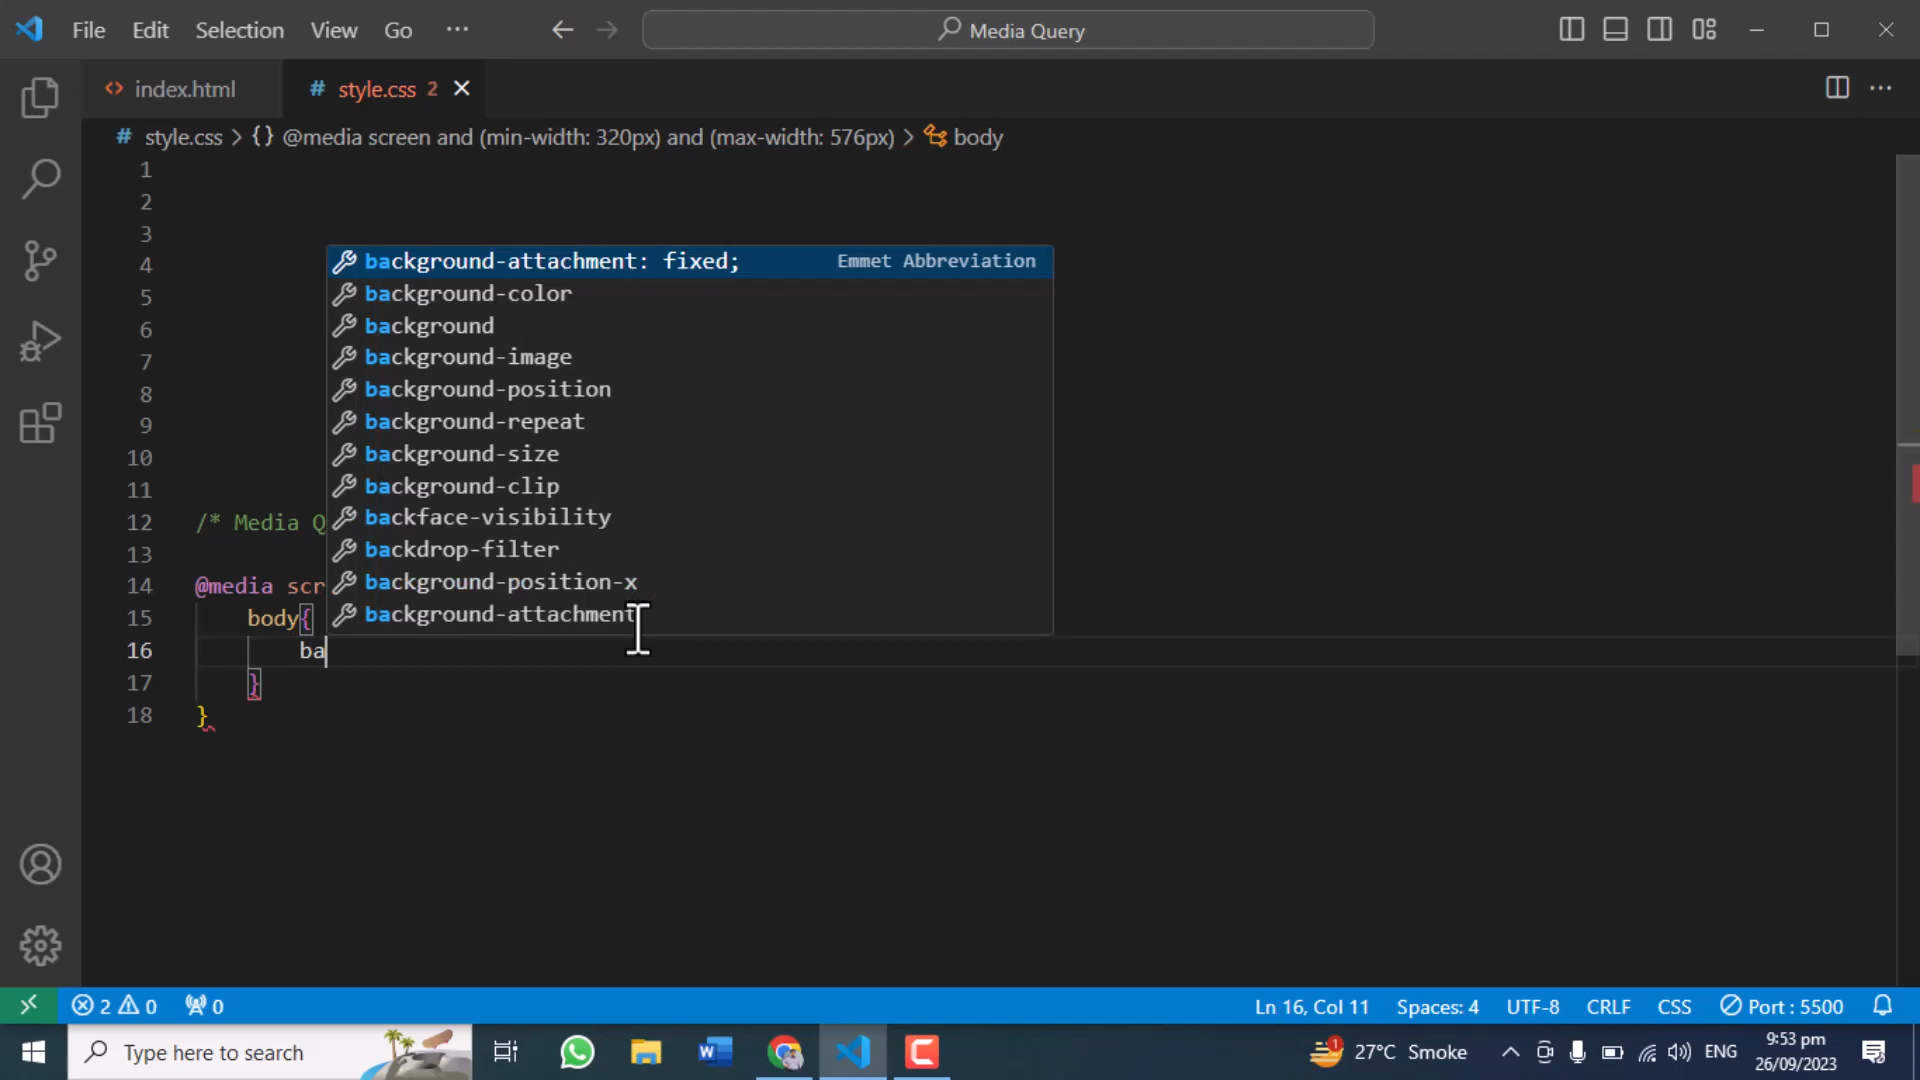 File Edit Selection View Go ··· Media Query
index.html # style.css 2
# style.css > {} @media screen and (min-width: 320px) and (max-width: 576px) > body
1
2
3
background-attachment: fixed; Emmet Abbreviation
4
background-color
5
background
6
background-image
7
background-position
8
background-repeat
9
background-size
10
background-clip
11
backface-visibility
12 /* Media Q
backdrop-filter
13
background-position-x
14 @media scr
background-attachment
15 body{
16 ba
17 }
18 }
2 0 0 Ln 16, Col 11 Spaces: 4 UTF-8 CRLF CSS Port : 5500
Type here to search 1 27°C Smoke ENG 9:53 pm
26/09/2023